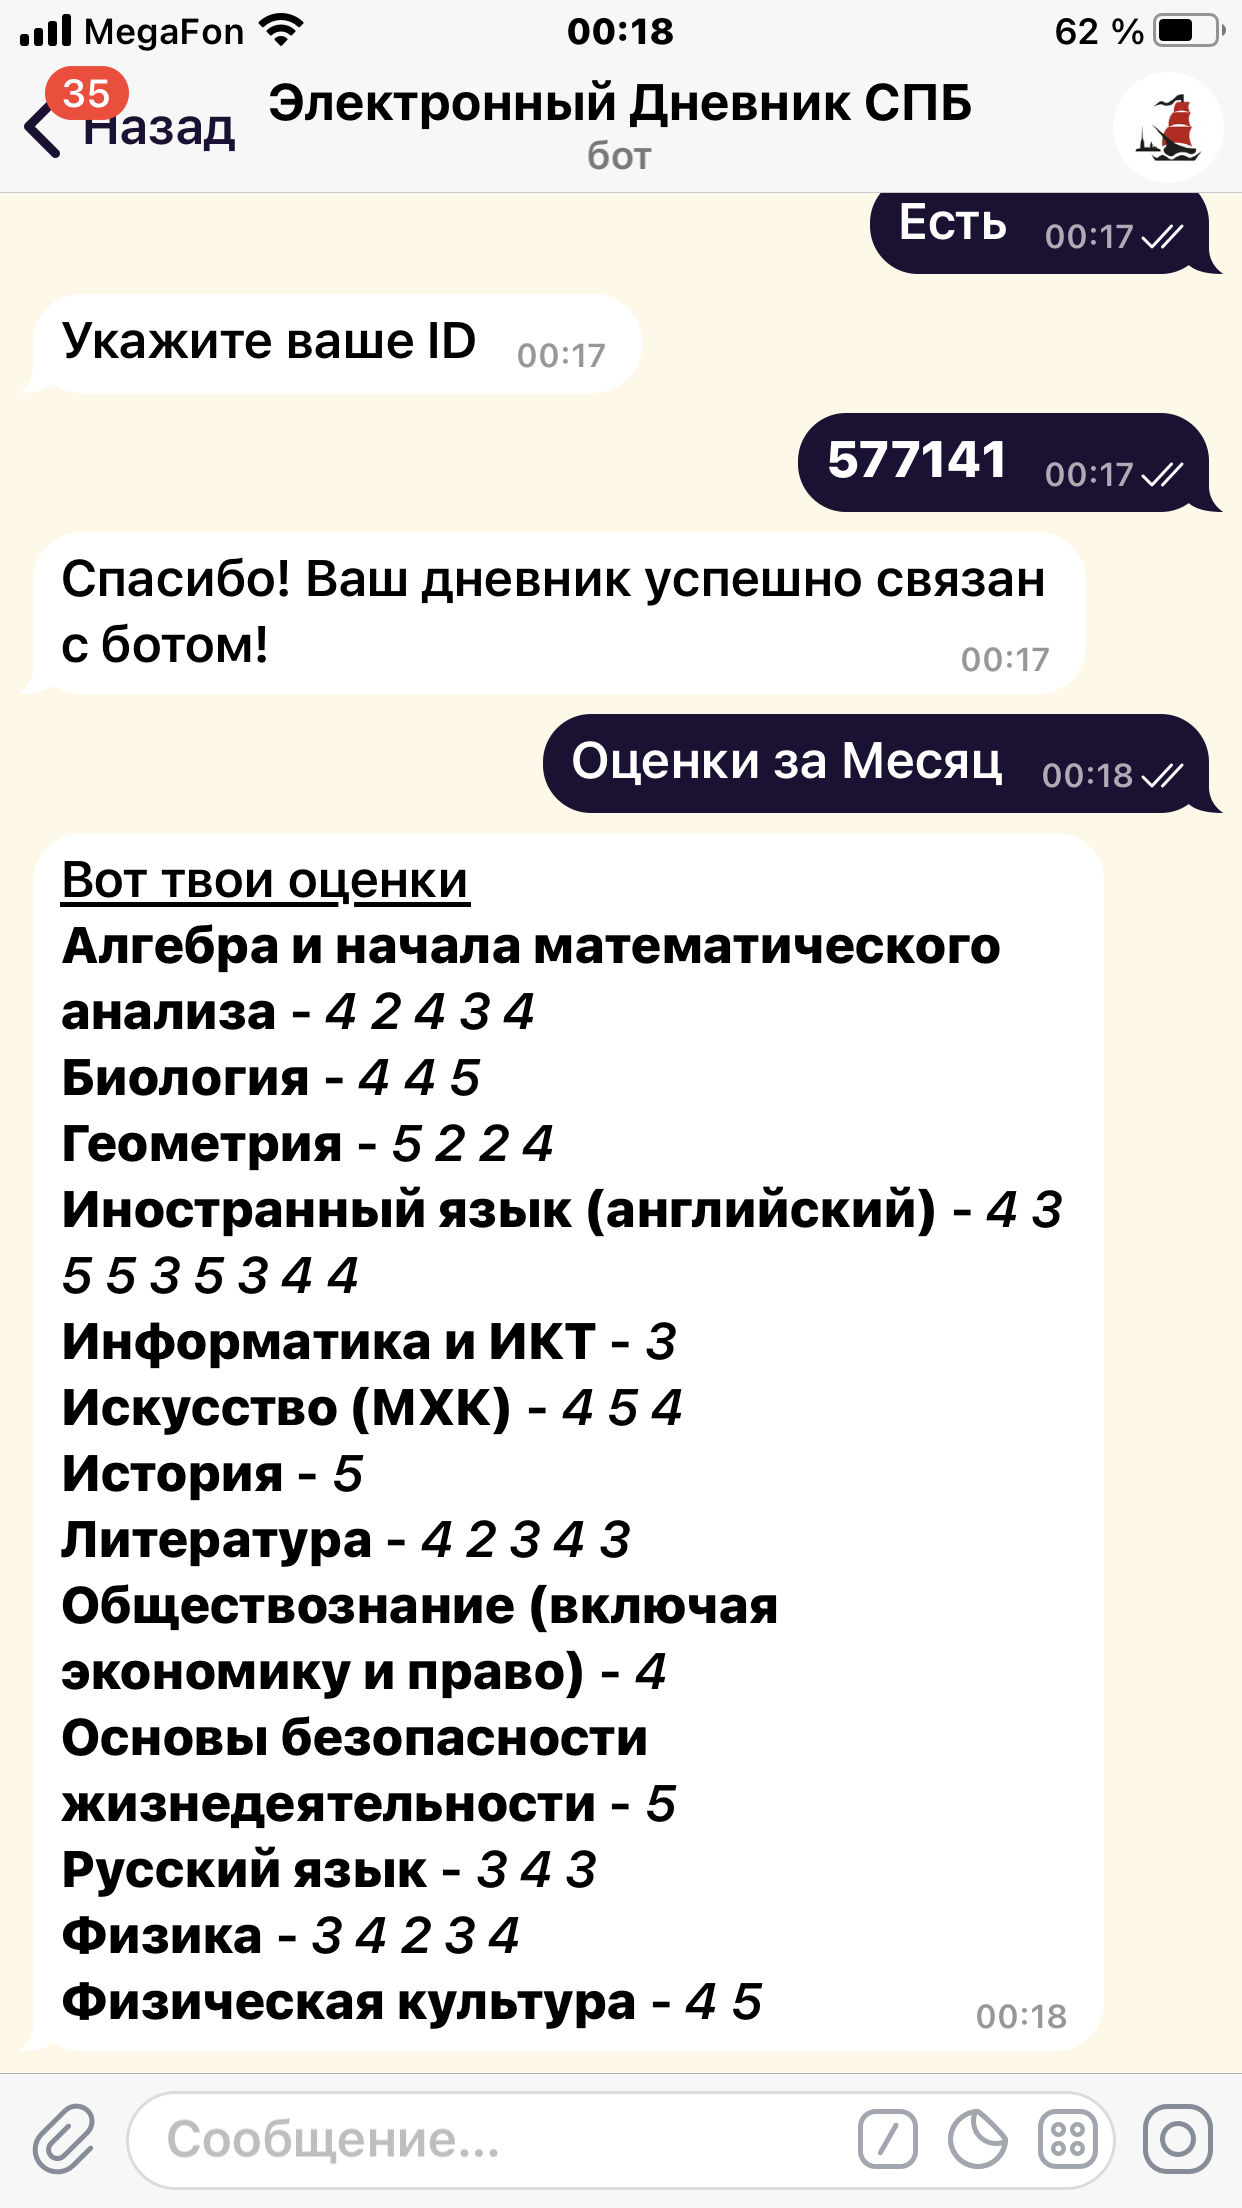 MegaFon 00:18 62 %
35
Назад Электронный Дневник СПБ
бот
Есть 00:17
Укажите ваше ID 00:17
577141 00:17
Спасибо! Ваш дневник успешно связан
с ботом! 00:17
Оценки за Месяц 00:18
Вот твои оценки
Алгебра и начала математического
анализа - 4 2 4 3 4
Биология - 4 4 5
Геометрия - 5 2 2 4
Иностранный язык (английский) - 4 3
5 5 3 5 3 4 4
Информатика и ИКТ - 3
Искусство (МХК) - 4 5 4
История - 5
Литература - 4 2 3 4 3
Обществознание (включая
экономику и право) - 4
Основы безопасности
жизнедеятельности - 5
Русский язык - 3 4 3
Физика - 3 4 2 3 4
Физическая культура - 4 5 00:18
Сообщение...